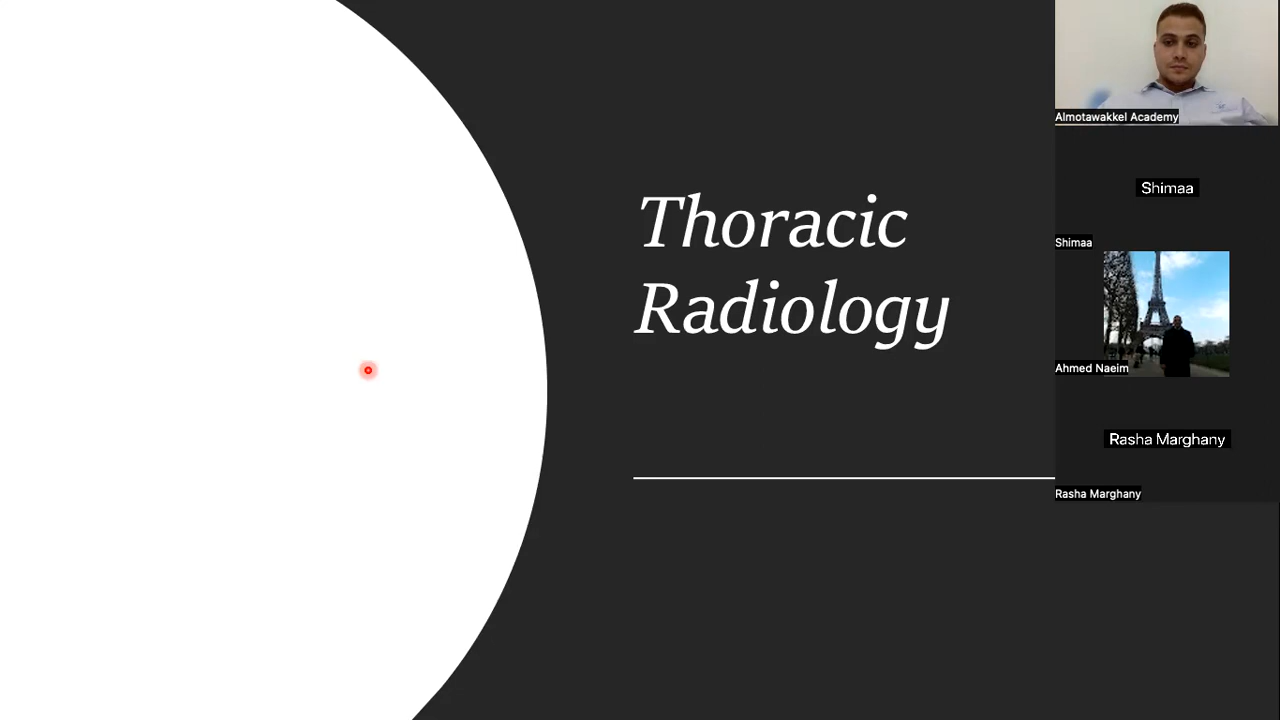 Thoracic
Radiology
Almotawakkel Academy
Shimaa
Shimaa
Ahmed Naeim
Rasha Marghany
Rasha Marghany